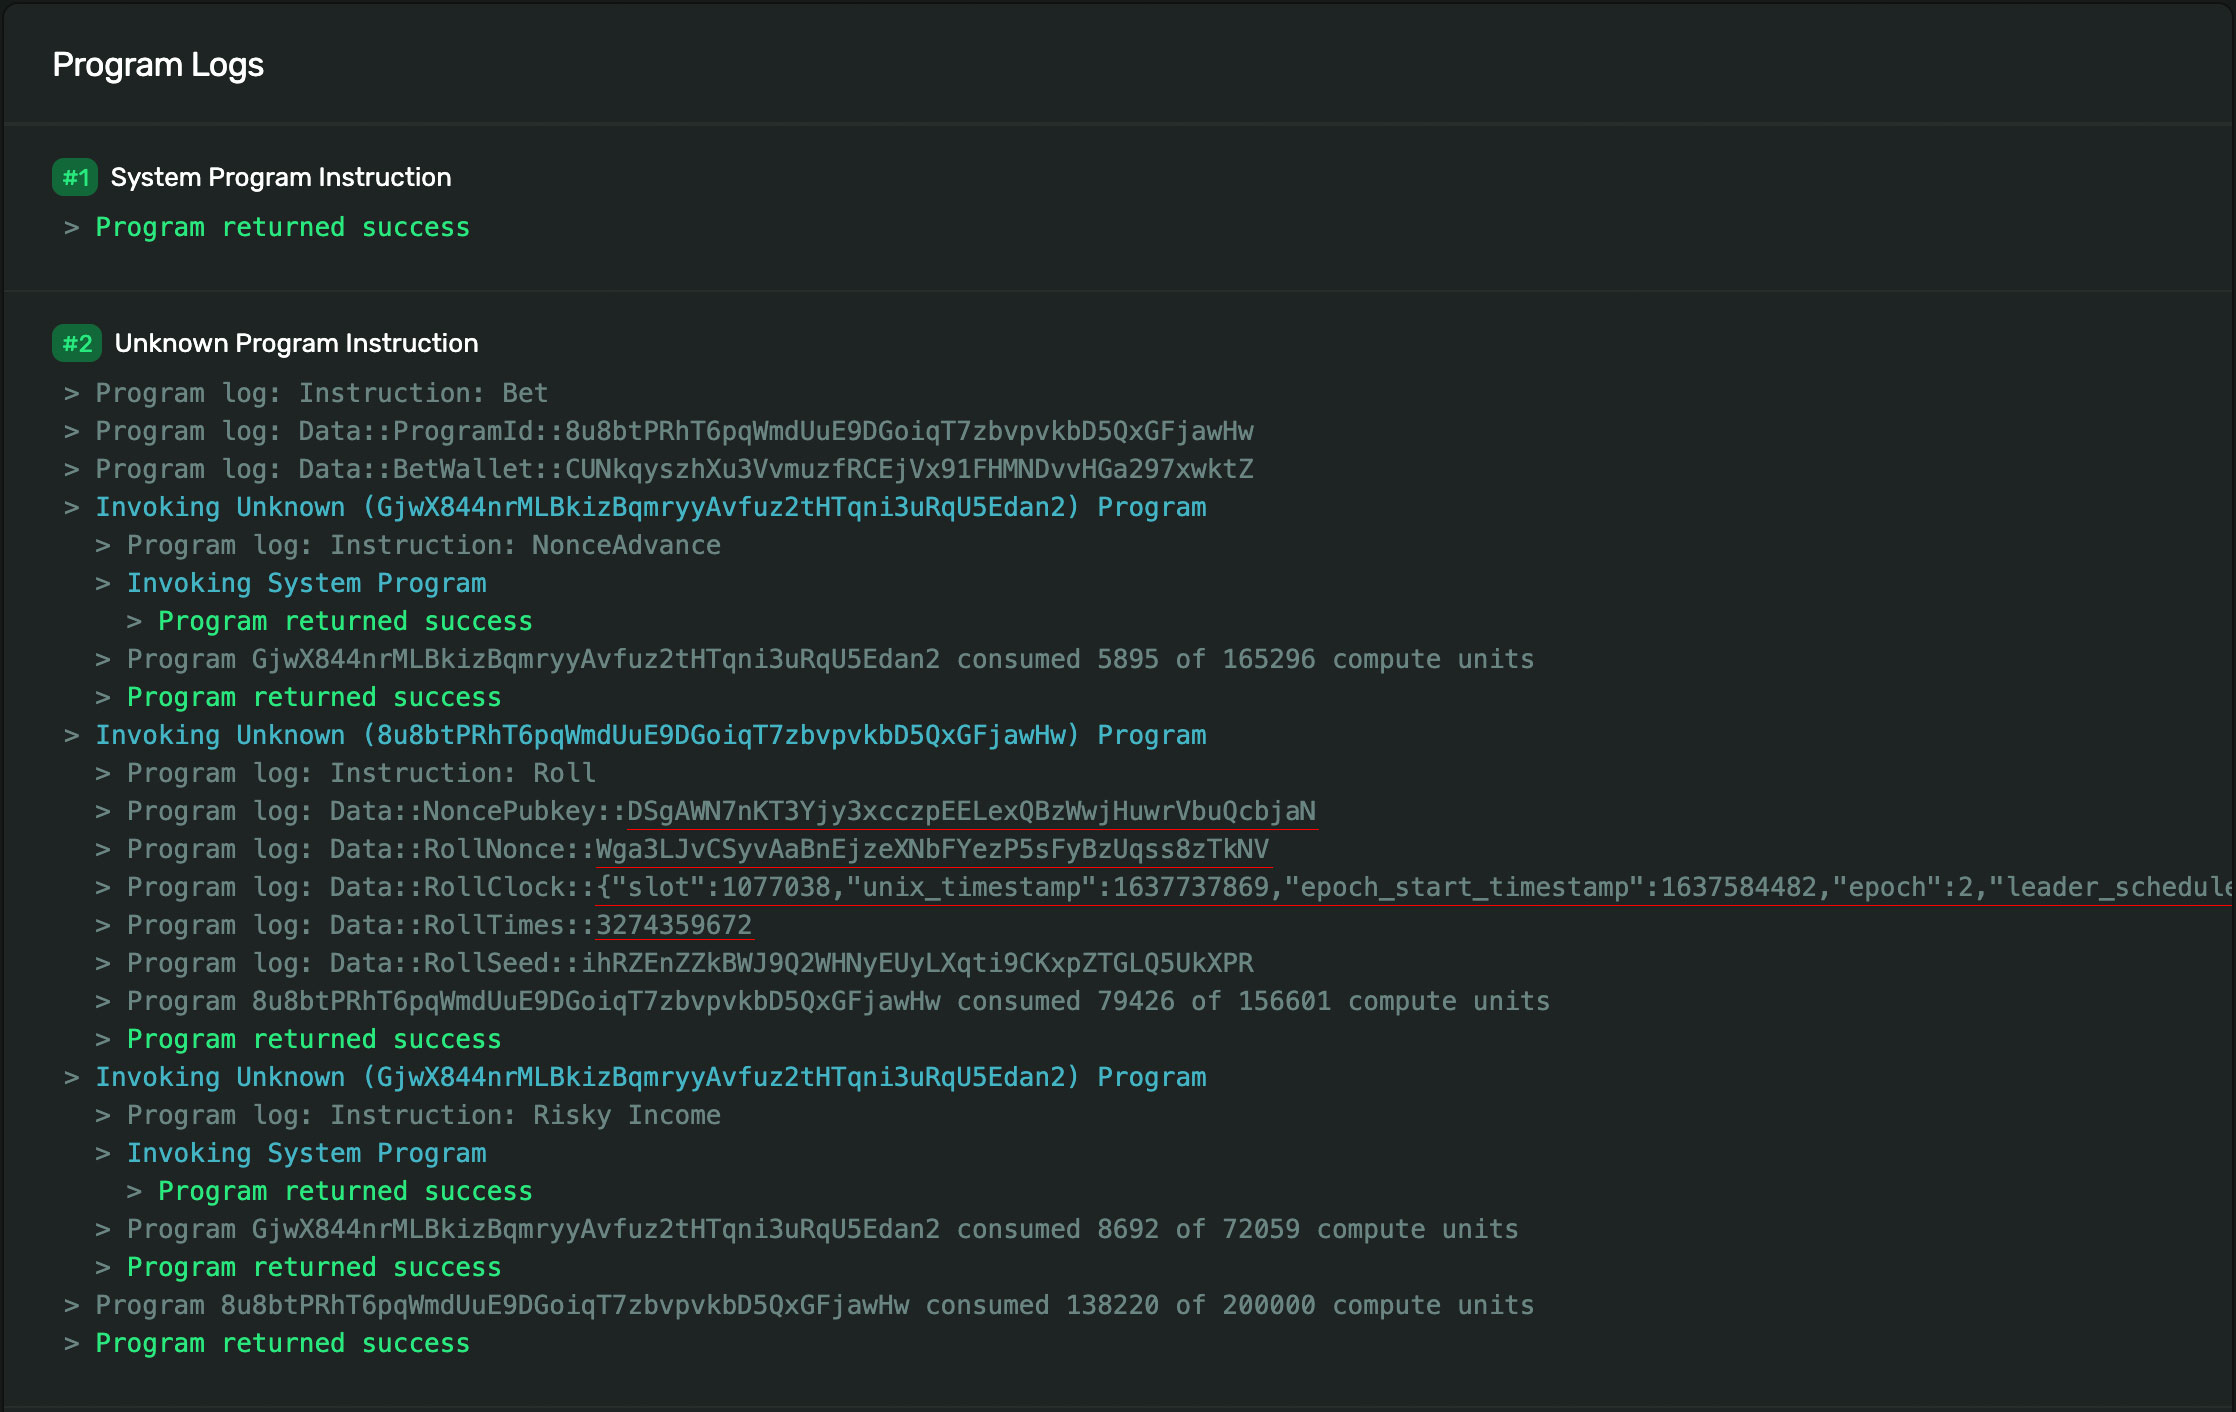 Program Logs
#1 System Program Instruction
> Program returned success
#2 Unknown Program Instruction
> Program log: Instruction: Bet
> Program log: Data::ProgramId::8u8btPRhT6pqWmdUuE9DGoiqT7zbvpvkbD5QxGFjawHw
> Program log: Data::BetWallet::CUNkqyszhXu3VvmuzfRCEjVx91FHMNDvvHGa297xwktZ
> Invoking Unknown (GjwX844nrMLBkizBqmryyAvfuz2tHTqni3uRqU5Edan2) Program
> Program log: Instruction: NonceAdvance
> Invoking System Program
> Program returned success
> Program GjwX844nrMLBkizBqmryyAvfuz2tHTqni3uRqU5Edan2 consumed 5895 of 165296 compute units
> Program returned success
> Invoking Unknown (8u8btPRhT6pqWmdUuE9DGoiqT7zbvpvkbD5QxGFjawHw) Program
> Program log: Instruction: Roll
> Program log: Data::NoncePubkey::DSgAWN7nKT3Yjy3xcczpEELexQBzWwjHuwrVbuQcbjaN
> Program log: Data::RollNonce::Wga3LJvCSyvAaBnEjzeXNbFYezP5sFyBzUqss8zTkNV
> Program log: Data::RollClock::{"slot":1077038,"unix_timestamp":1637737869,"epoch_start_timestamp":1637584482,"epoch":2,"leader_schedule
> Program log: Data::RollTimes::3274359672
> Program log: Data::RollSeed::ihRZEnZZkBWJ9Q2WHNyEUyLXqti9CKxpZTGLQ5UkXPR
> Program 8u8btPRhT6pqWmdUuE9DGoiqT7zbvpvkbD5QxGFjawHw consumed 79426 of 156601 compute units
> Program returned success
> Invoking Unknown (GjwX844nrMLBkizBqmryyAvfuz2tHTqni3uRqU5Edan2) Program
> Program log: Instruction: Risky Income
> Invoking System Program
> Program returned success
> Program GjwX844nrMLBkizBqmryyAvfuz2tHTqni3uRqU5Edan2 consumed 8692 of 72059 compute units
> Program returned success
> Program 8u8btPRhT6pqWmdUuE9DGoiqT7zbvpvkbD5QxGFjawHw consumed 138220 of 200000 compute units
> Program returned success